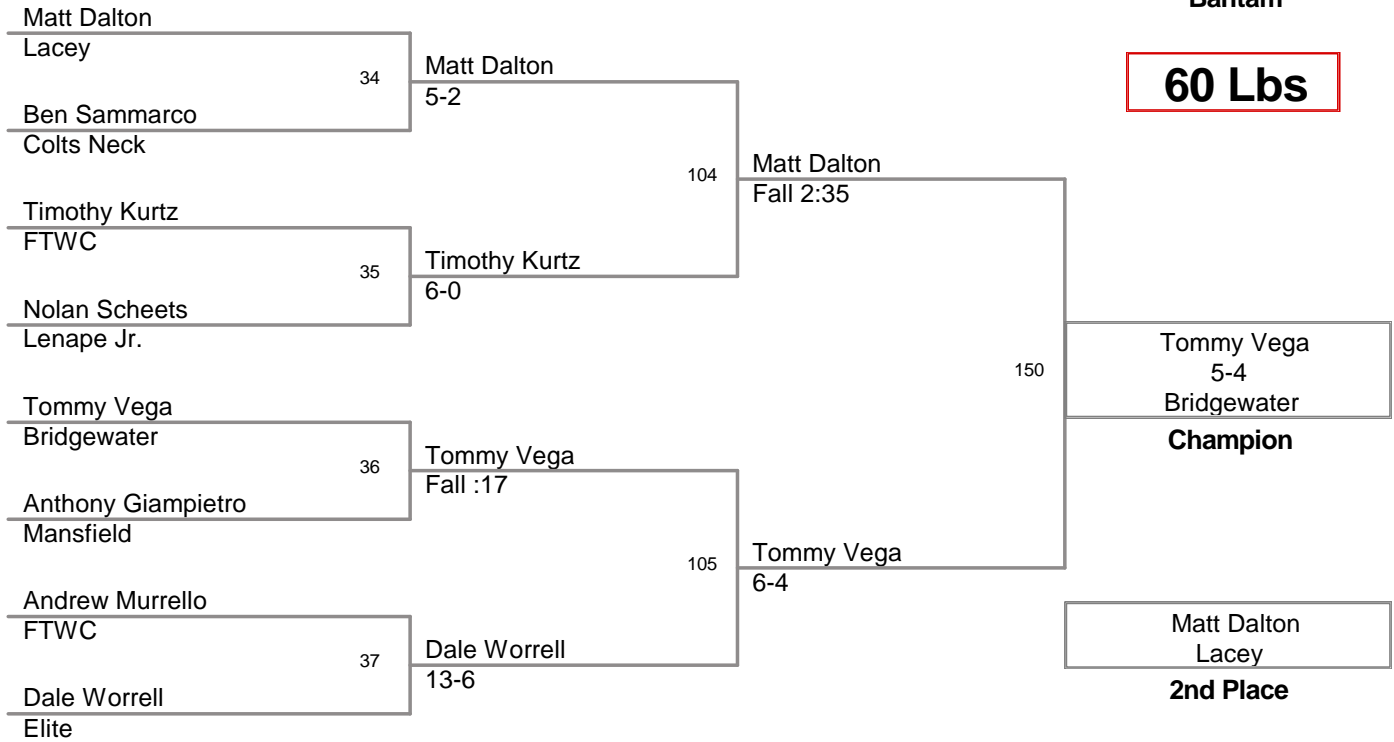 Bantam
60 Lbs
Matt Dalton
Lacey
34
Ben Sammarco
Colts Neck
Matt Dalton
5-2
104
Timothy Kurtz
FTWC
35
Nolan Scheets
Lenape Jr.
Timothy Kurtz
6-0
Matt Dalton
Fall 2:35
150
Tommy Vega
Bridgewater
36
Anthony Giampietro
Mansfield
Tommy Vega
Fall :17
105
Andrew Murrello
FTWC
37
Dale Worrell
Elite
Dale Worrell
13-6
Tommy Vega
6-4
Tommy Vega
5-4
Bridgewater
Champion
Matt Dalton
Lacey
2nd Place